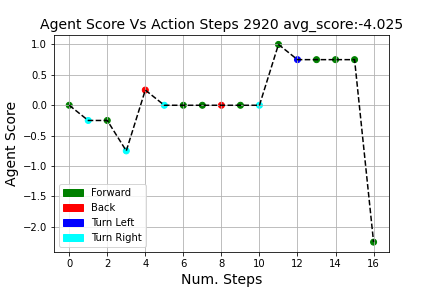 Agent Score Vs Action Steps 2920 avg_score:-4.025
1.0
0.5
0.0
−0.5
−1.0
−1.5
−2.0
Agent Score
Forward
Back
Turn Left
Turn Right
0 2 4 6 8 10 12 14 16
Num. Steps